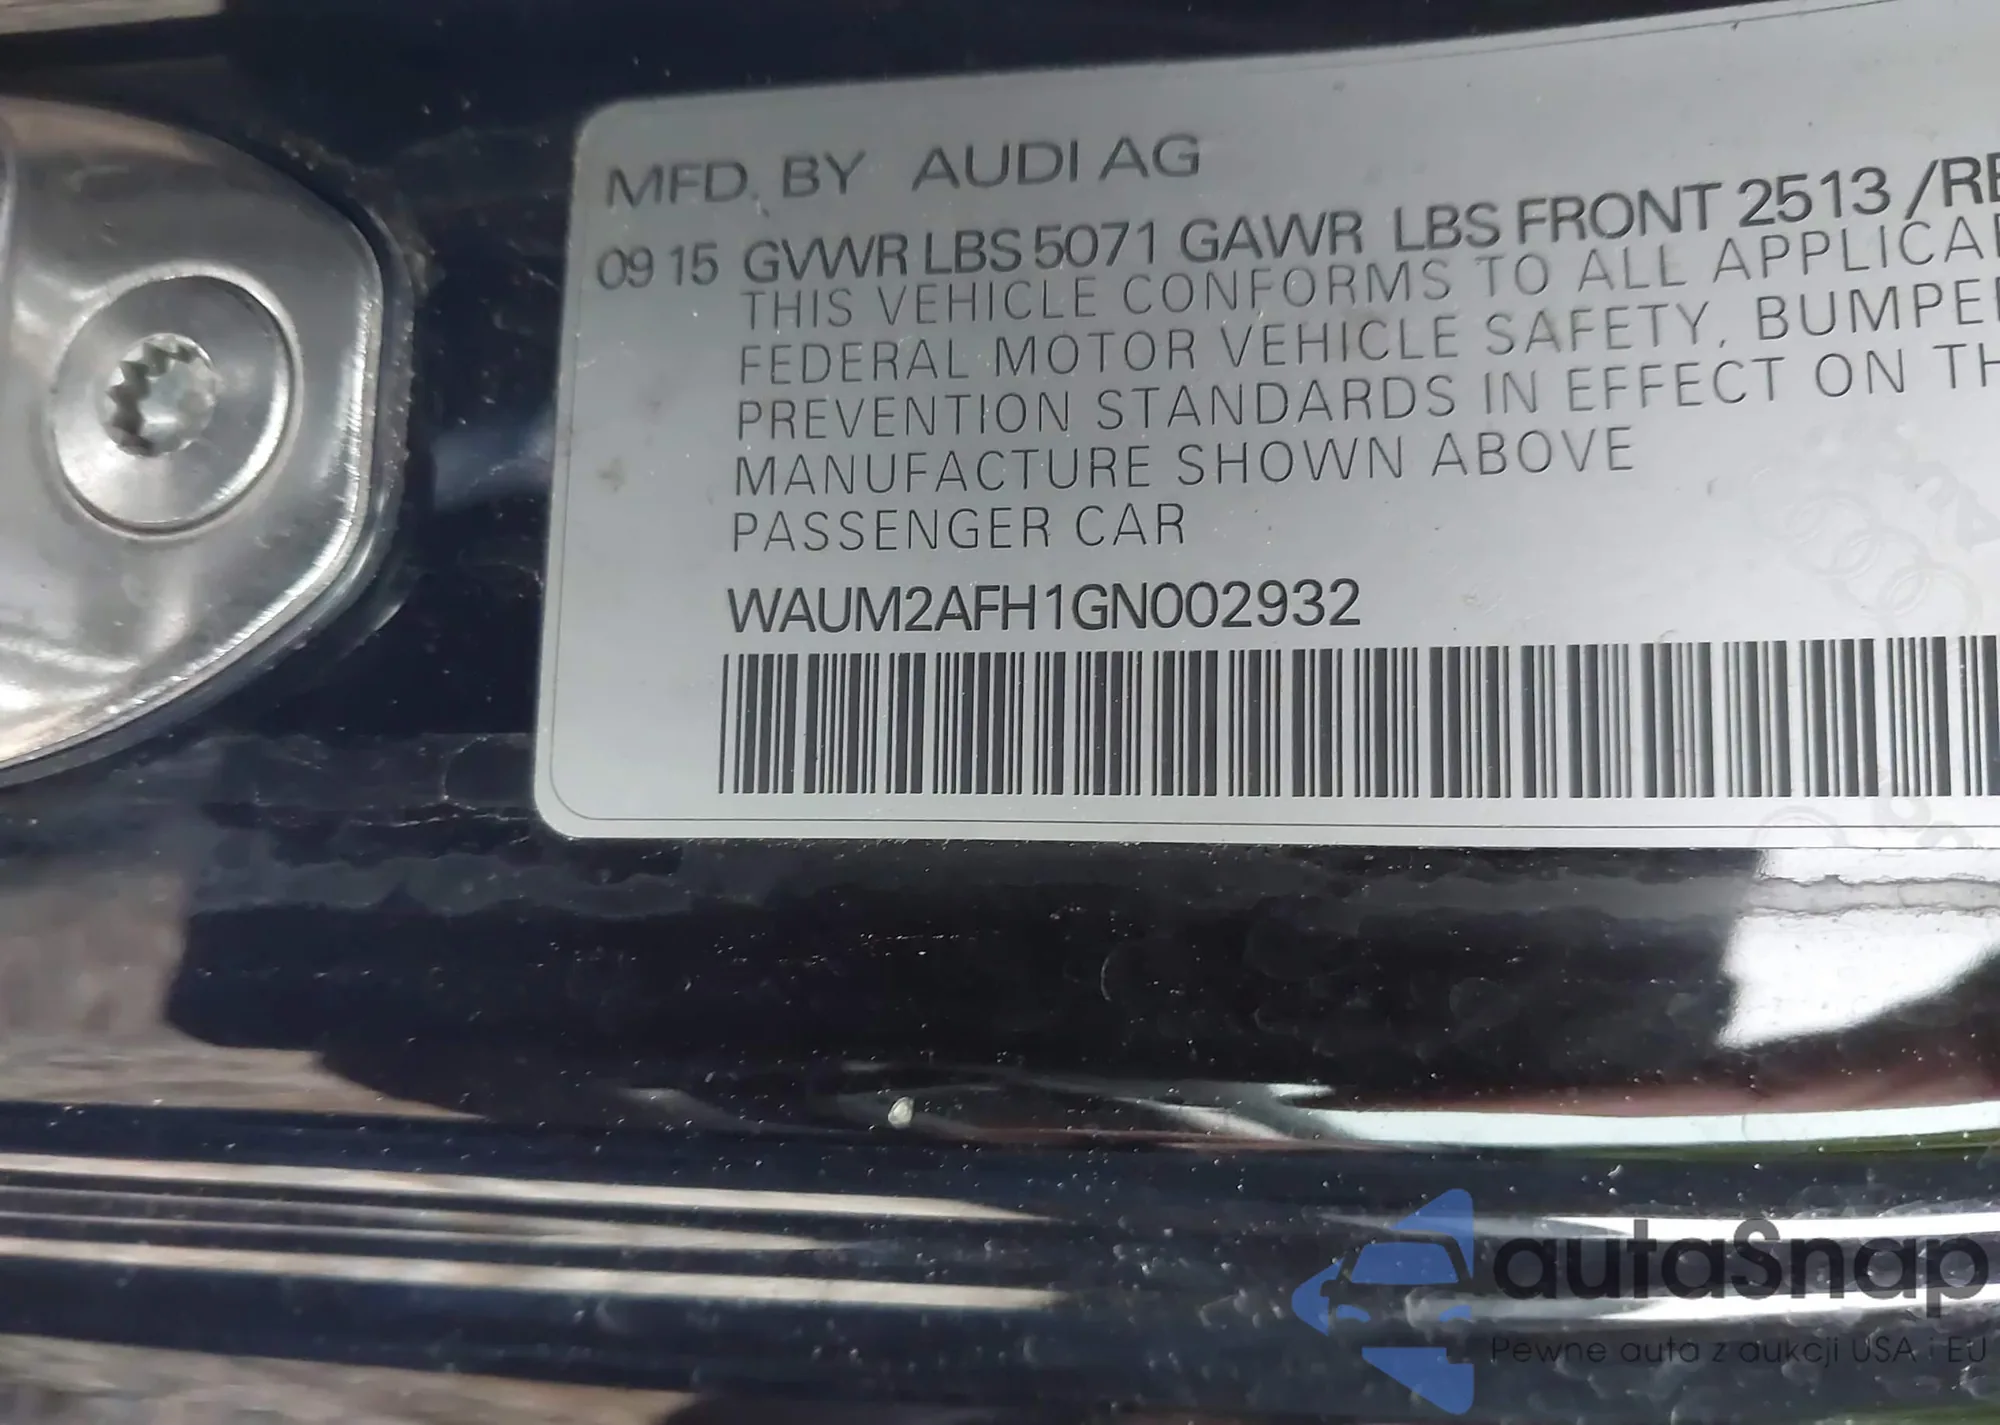 MFD. BY AUDI AG
09 15 GVWR LBS 5071 GAWR LBS FRONT 2513 /RE
THIS VEHICLE CONFORMS TO ALL APPLICA
FEDERAL MOTOR VEHICLE SAFETY, BUMPE
PREVENTION STANDARDS IN EFFECT ON TH
MANUFACTURE SHOWN ABOVE
PASSENGER CAR
WAUM2AFH1GN002932
autaSnap
Pewne auta z aukcji USA i EU